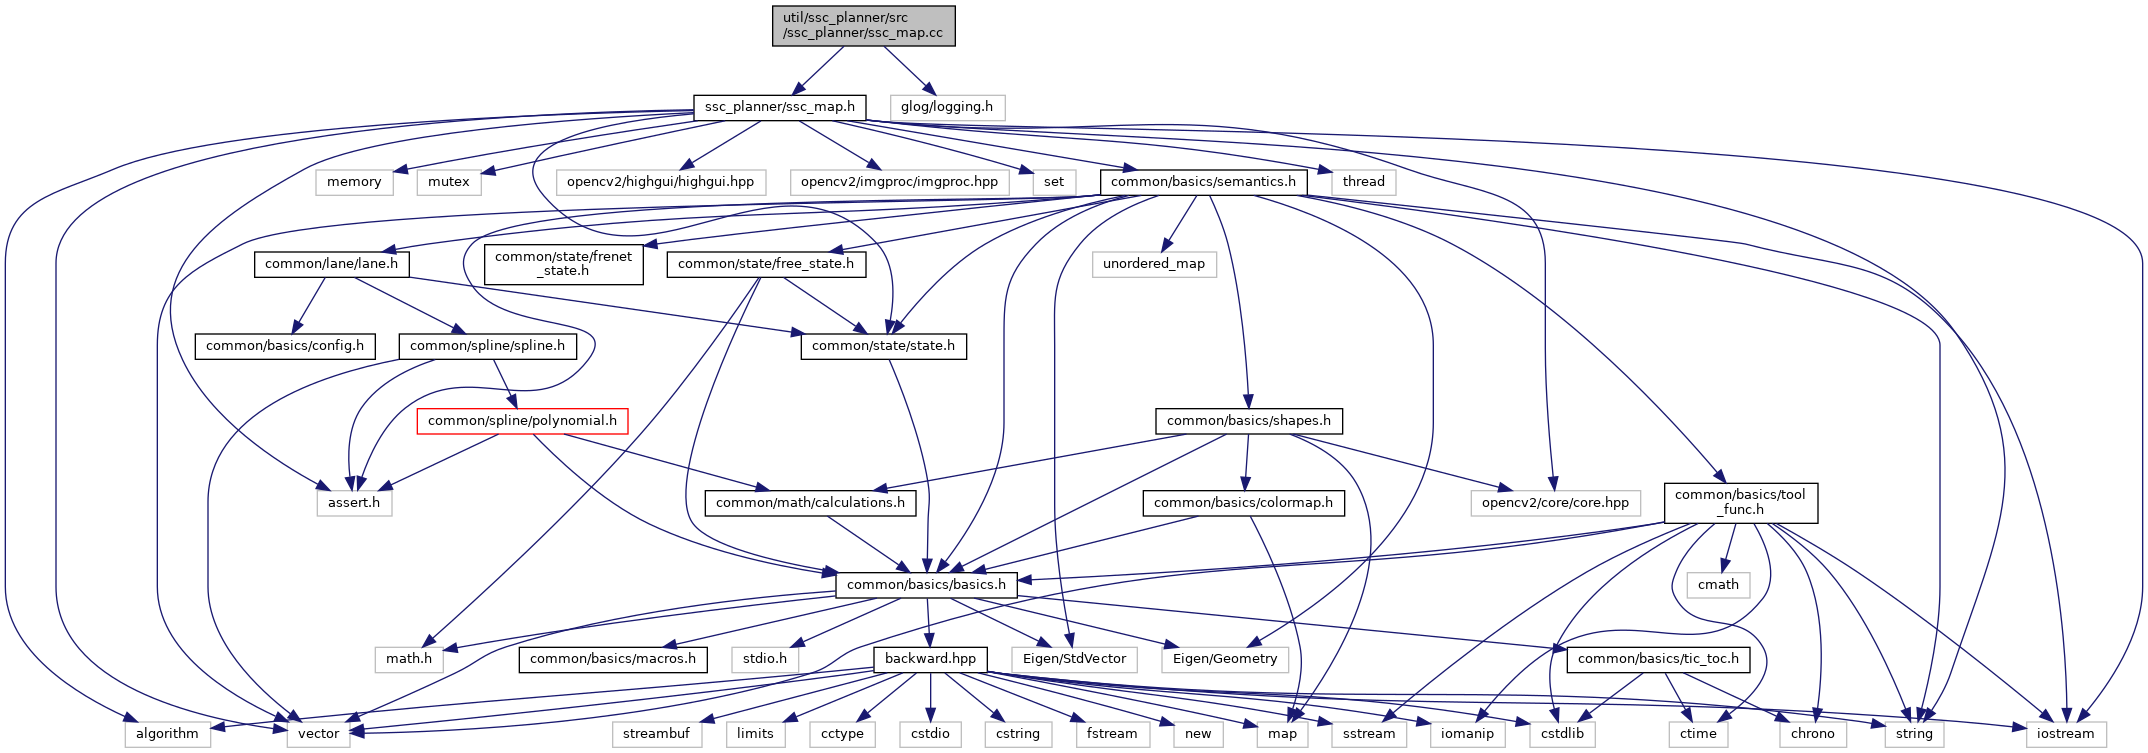 util/ssc_planner/src
/ssc_planner/ssc_map.cc
ssc_planner/ssc_map.h
glog/logging.h
memory
mutex
opencv2/highgui/highgui.hpp
opencv2/imgproc/imgproc.hpp
set
common/basics/semantics.h
thread
common/lane/lane.h
common/state/frenet
_state.h
common/state/free_state.h
unordered_map
common/basics/config.h
common/spline/spline.h
common/state/state.h
common/spline/polynomial.h
common/basics/shapes.h
assert.h
common/math/calculations.h
common/basics/colormap.h
opencv2/core/core.hpp
common/basics/tool
_func.h
common/basics/basics.h
cmath
math.h
common/basics/macros.h
stdio.h
backward.hpp
Eigen/StdVector
Eigen/Geometry
common/basics/tic_toc.h
algorithm
vector
streambuf
limits
cctype
cstdio
cstring
fstream
new
map
sstream
iomanip
cstdlib
ctime
chrono
string
iostream